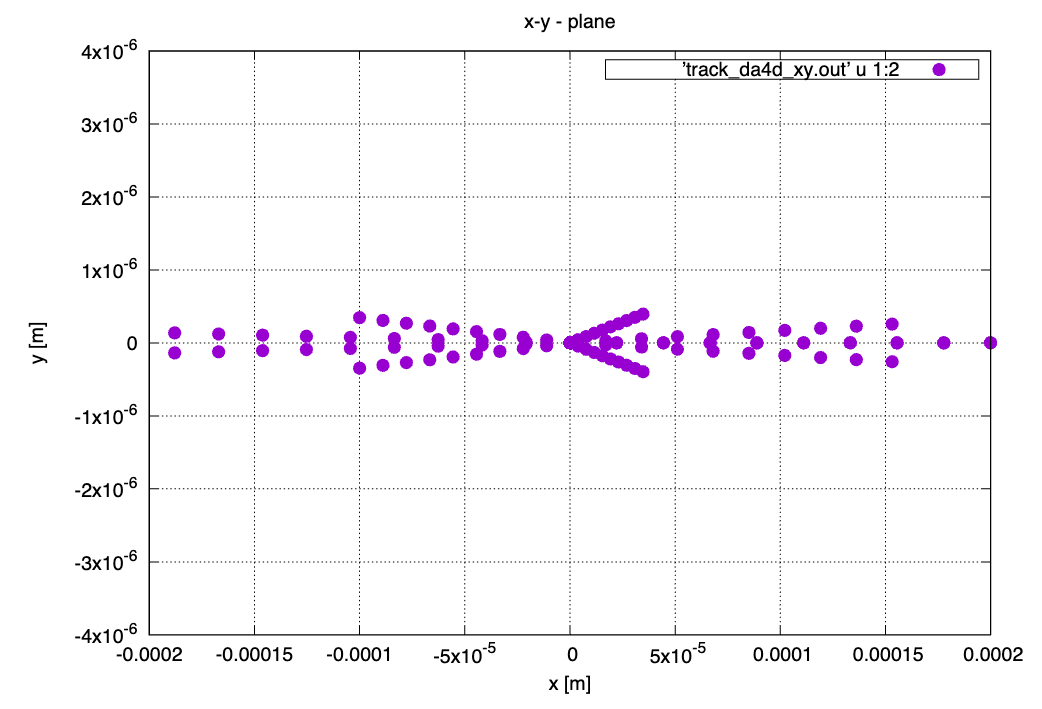 x-y - plane
'track_da4d_xy.out' u 1:2
4x10-6
3x10-6
2x10-6
1x10-6
0
-1x10-6
-2x10-6
-3x10-6
-4x10-6
y [m]
-0.0002 -0.00015 -0.0001 -5x10-5 0 5x10-5 0.0001 0.00015 0.0002
x [m]